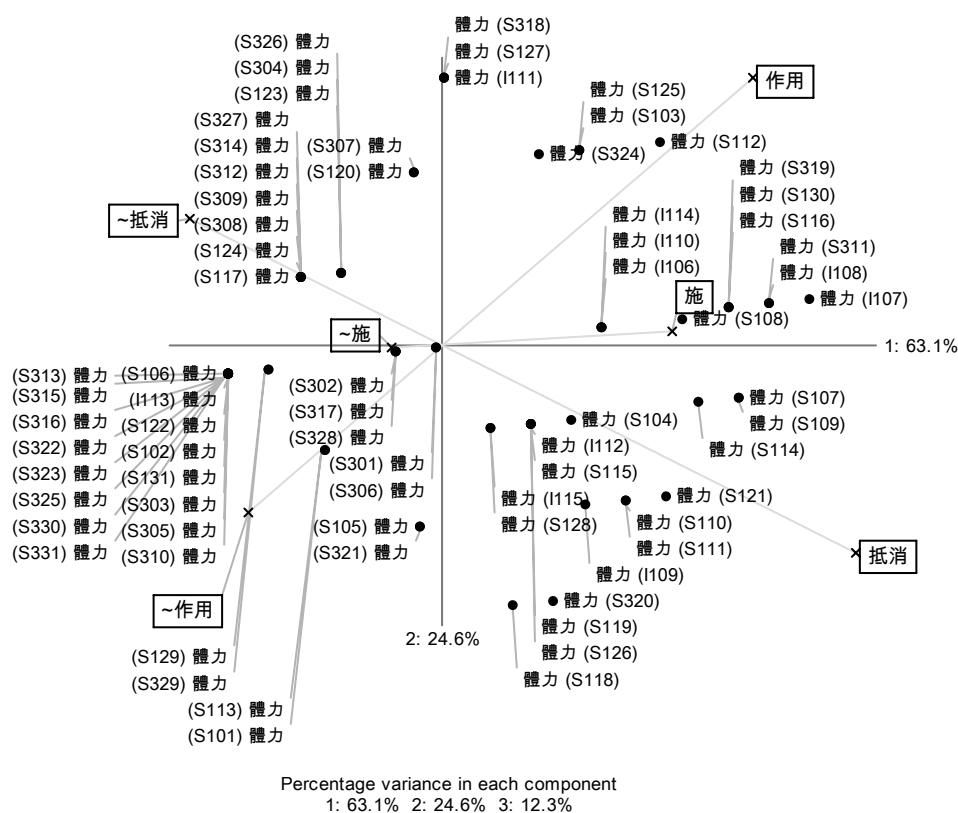 體力 (S318)
(S326) 體力
體力 (S127)
(S304) 體力
體力 (I111)
作用
(S123) 體力
體力 (S125)
體力 (S103)
(S327) 體力
(S314) 體力
(S307) 體力
體力 (S112)
體力 (S324)
(S312) 體力
(S120) 體力
體力 (S319)
(S309) 體力
體力 (S130)
~抵消
(S308) 體力
體力 (I114)
體力 (S116)
(S124) 體力
體力 (I110)
體力 (S311)
(S117) 體力
體力 (I106)
體力 (I108)
施
體力 (I107)
體力 (S108)
~施
1: 63.1%
(S313) 體力
(S106) 體力
(S302) 體力
(S315) 體力
(I113) 體力
體力 (S107)
(S317) 體力
體力 (S104)
體力 (S109)
(S316) 體力
(S122) 體力
(S328) 體力
體力 (I112)
體力 (S114)
(S322) 體力
(S102) 體力
(S301) 體力
體力 (S115)
(S323) 體力
(S131) 體力
(S306) 體力
體力 (I115)
體力 (S121)
(S325) 體力
(S303) 體力
體力 (S128)
體力 (S110)
(S330) 體力
(S305) 體力
(S105) 體力
體力 (S111)
(S331) 體力
(S310) 體力
(S321) 體力
抵消
體力 (I109)
~作用
體力 (S320)
體力 (S119)
2: 24.6%
體力 (S126)
(S129) 體力
體力 (S118)
(S329) 體力
(S113) 體力
(S101) 體力
Percentage variance in each component
1: 63.1% 2: 24.6% 3: 12.3%